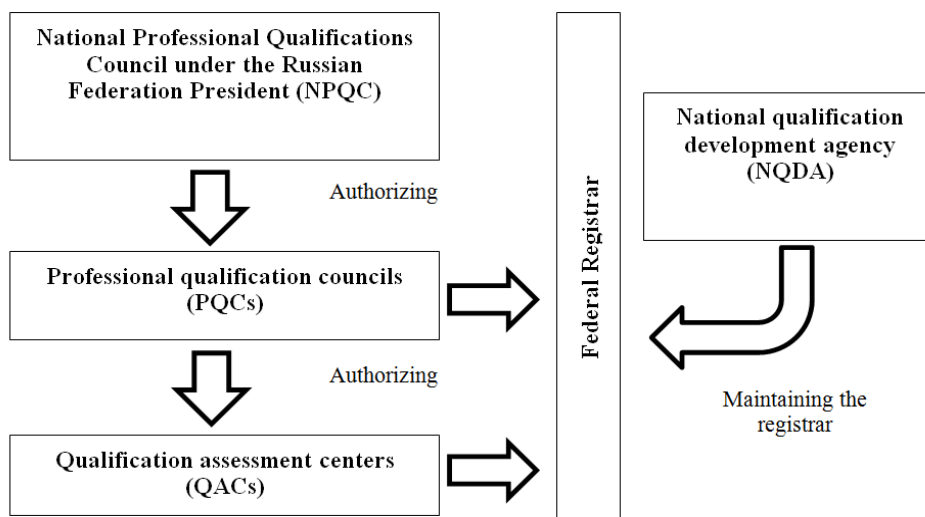 National Professional Qualifications
Council under the Russian
Federation President (NPQC)
Authorizing
Professional qualification councils
(PQCs)
Authorizing
Qualification assessment centers
(QACs)
Federal Registrar
National qualification
development agency
(NQDA)
Maintaining the
registrar